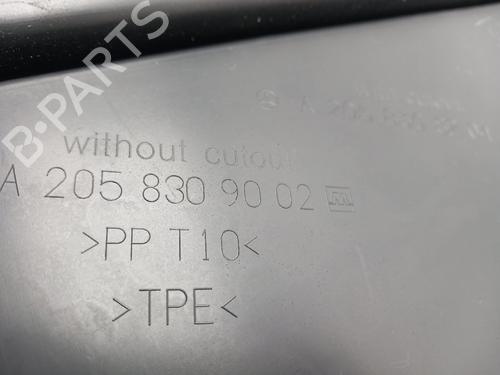 B-PARTS
without cutout
A 205 830 90 02
>PP T10<
>TPE<